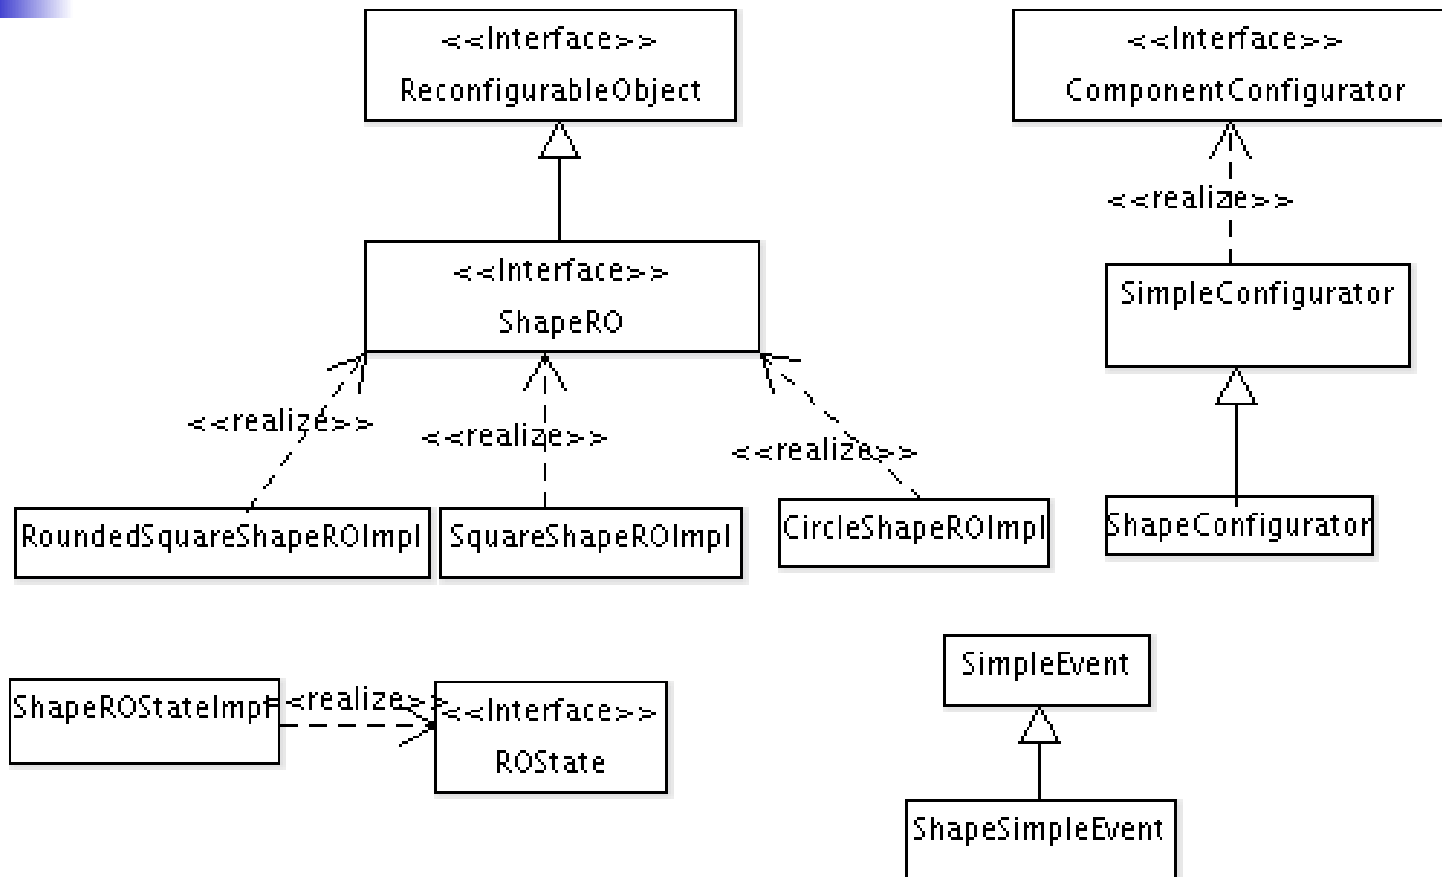 <<Interface>>
ReconfigurableObject
<<Interface>>
ComponentConfigurator
<<realize>>
<<Interface>>
ShapeRO
SimpleConfigurator
<<realize>>
<<realize>>
<<realize>>
RoundedSquareShapeROImpl
SquareShapeROImpl
CircleShapeROImpl
ShapeConfigurator
SimpleEvent
ShapeROStateImpl
<<realize>>
<<Interface>>
ROState
ShapeSimpleEvent